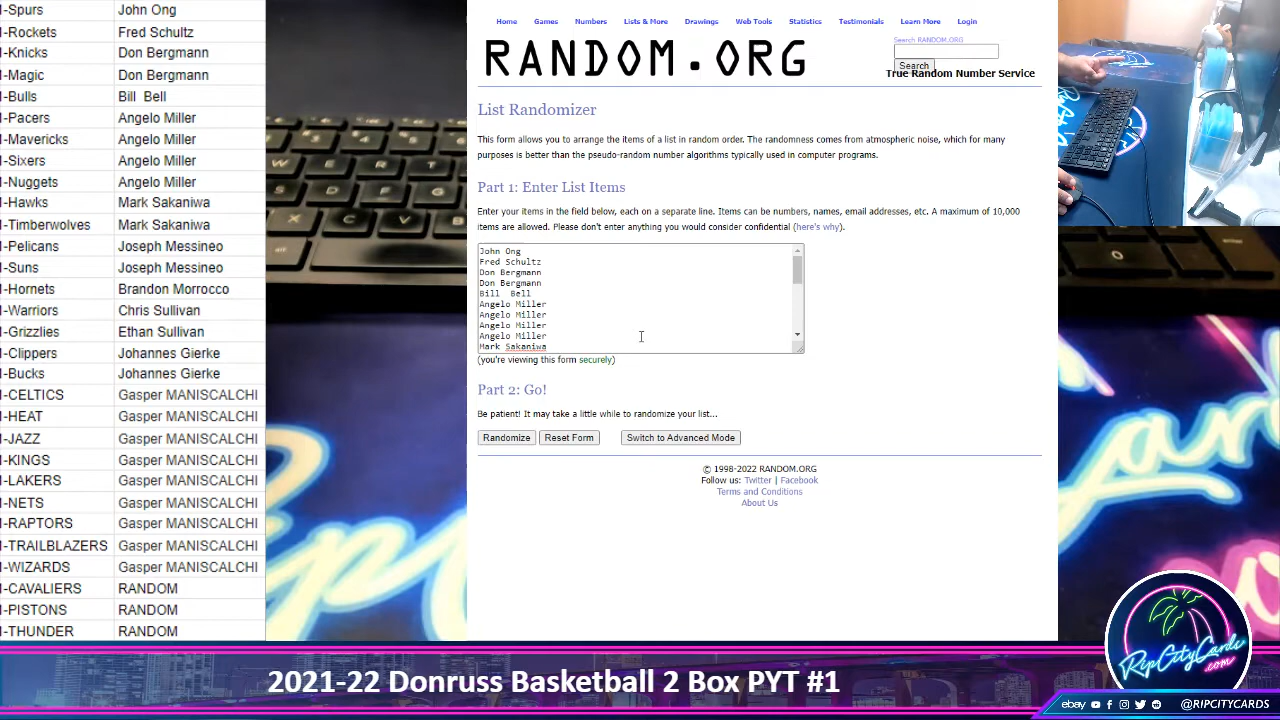 I-Spurs John Ong
I-Rockets Fred Schultz
I-Knicks Don Bergmann
I-Magic Don Bergmann
I-Bulls Bill  Bell
I-Pacers Angelo Miller
I-Mavericks Angelo Miller
I-Sixers Angelo Miller
I-Nuggets Angelo Miller
I-Hawks Mark Sakaniwa
I-Timberwolves Mark Sakaniwa
I-Pelicans Joseph Messineo
I-Suns Joseph Messineo
I-Hornets Brandon Morrocco
I-Warriors Chris Sullivan
I-Grizzlies Ethan Sullivan
I-Clippers Johannes Gierke
I-Bucks Johannes Gierke
I-CELTICS Gasper MANISCALCHI
I-HEAT Gasper MANISCALCHI
I-JAZZ Gasper MANISCALCHI
I-KINGS Gasper MANISCALCHI
I-LAKERS Gasper MANISCALCHI
I-NETS Gasper MANISCALCHI
I-RAPTORS Gasper MANISCALCHI
I-TRAILBLAZERS Gasper MANISCALCHI
I-WIZARDS Gasper MANISCALCHI
I-CAVALIERS RANDOM
I-PISTONS RANDOM
I-THUNDER RANDOM
Home Games Numbers Lists & More Drawings Web Tools Statistics Testimonials Learn More Login
RANDOM.ORG
Search RANDOM.ORG
Search
True Random Number Service
List Randomizer
This form allows you to arrange the items of a list in random order. The randomness comes from atmospheric noise, which for many
purposes is better than the pseudo-random number algorithms typically used in computer programs.
Part 1: Enter List Items
Enter your items in the field below, each on a separate line. Items can be numbers, names, email addresses, etc. A maximum of 10,000
items are allowed. Please don't enter anything you would consider confidential (here's why).
John Ong
Fred Schultz
Don Bergmann
Don Bergmann
Bill  Bell
Angelo Miller
Angelo Miller
Angelo Miller
Angelo Miller
Mark Sakaniwa
(you're viewing this form securely)
Part 2: Go!
Be patient! It may take a little while to randomize your list...
Randomize Reset Form Switch to Advanced Mode
© 1998-2022 RANDOM.ORG
Follow us: Twitter | Facebook
Terms and Conditions
About Us
2021-22 Donruss Basketball 2 Box PYT #1
RipCityCards
.com
ebay @RIPCITYCARDS